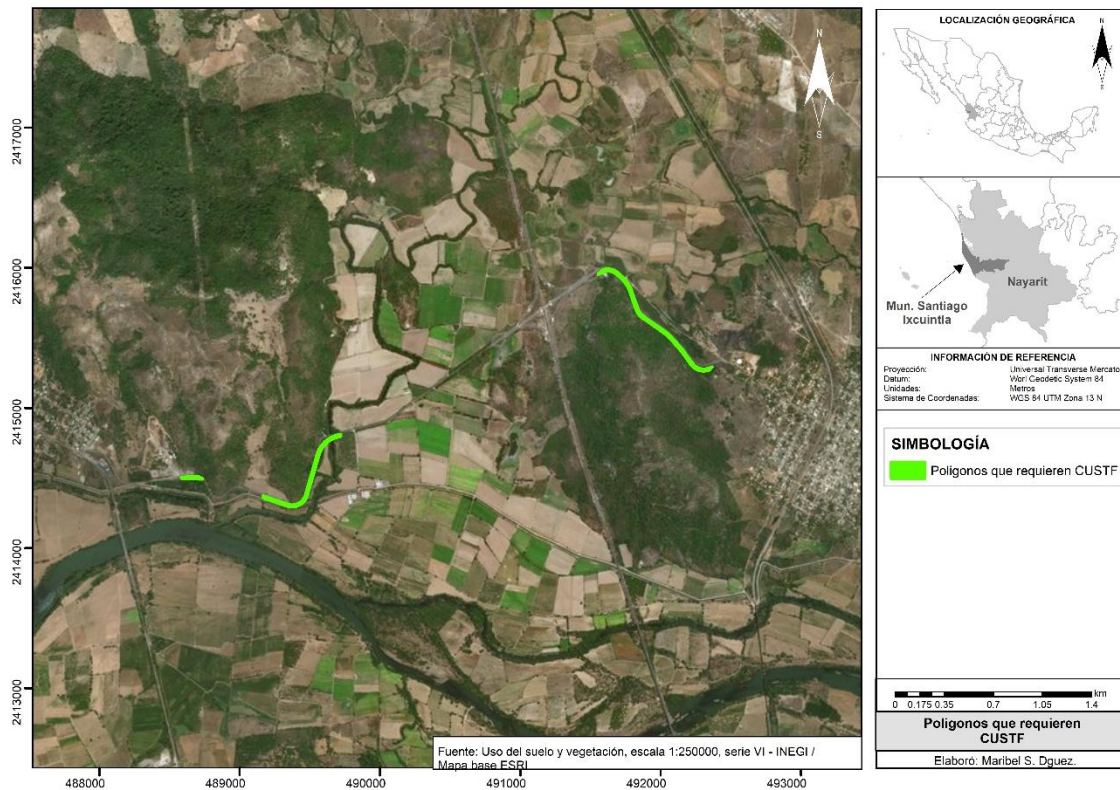 N
S
2417000
2416000
2415000
2414000
2413000
488000
489000
490000
491000
492000
493000
Fuente: Uso del suelo y vegetación, escala 1:250000, serie VI - INEGI /
Mapa base ESRI
LOCALIZACIÓN GEOGRÁFICA
N
S
Nayarit
Mun. Santiago
Ixcuintla
INFORMACIÓN DE REFERENCIA
Proyección: Universal Transverse Mercato
Datum: Worl Geodetic System 84
Unidades: Metros
Sistema de Coordenadas: WGS 84 UTM Zona 13 N
SIMBOLOGÍA
Poligonos que requieren CUSTF
km
0 0.175 0.35 0.7 1.05 1.4
Poligonos que requieren
CUSTF
Elaboró: Maribel S. Dguez.